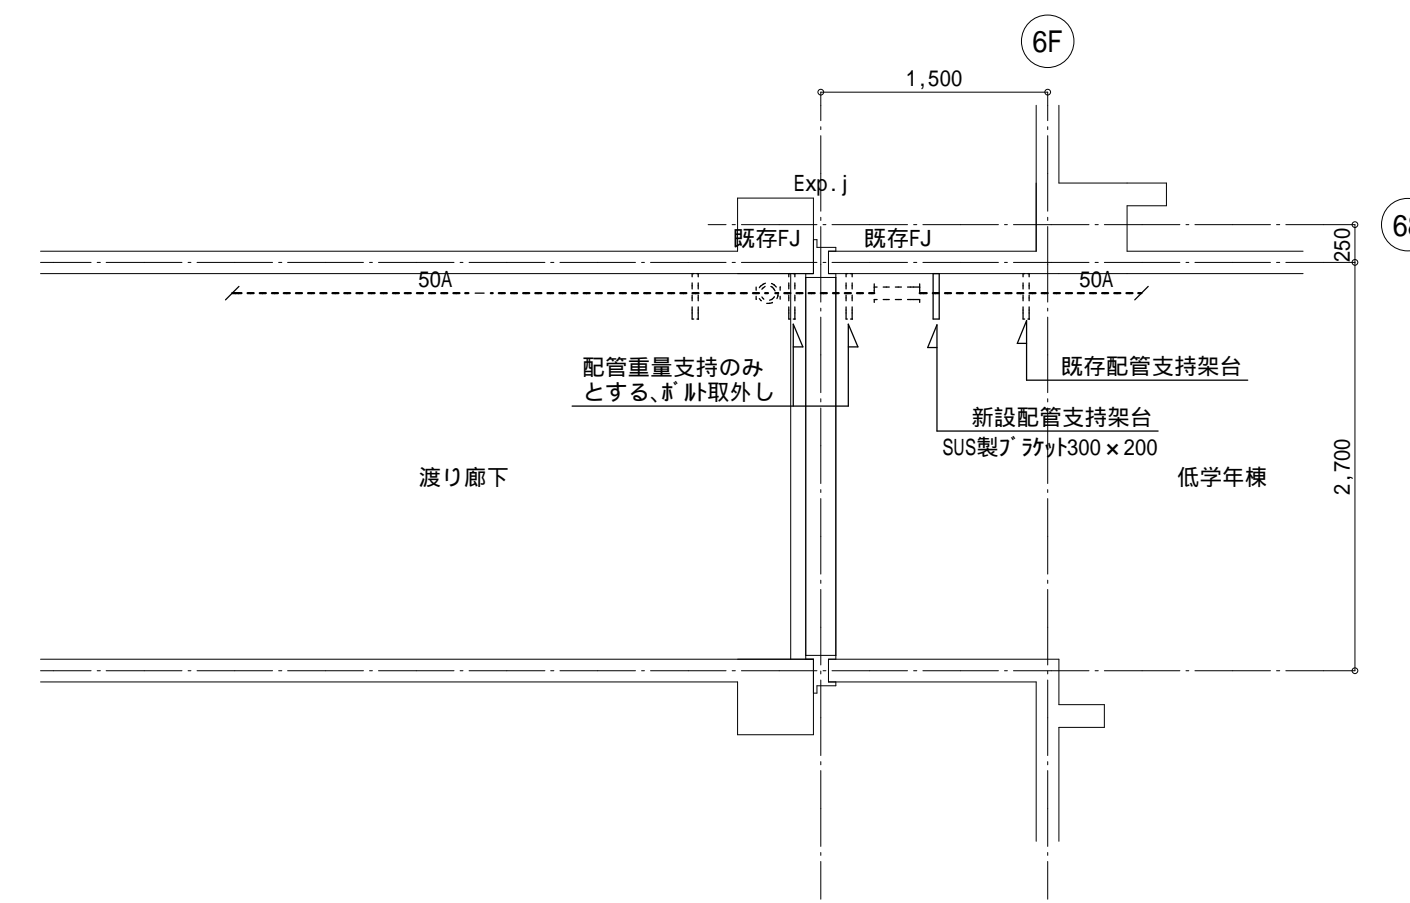 6F
1,500
Exp.j
既存FJ
既存FJ
250
50A
50A
配管重量支持のみ
とする、ボルト取外し
既存配管支持架台
新設配管支持架台
SUS製ブラケット300×200
渡り廊下
低学年棟
2,700